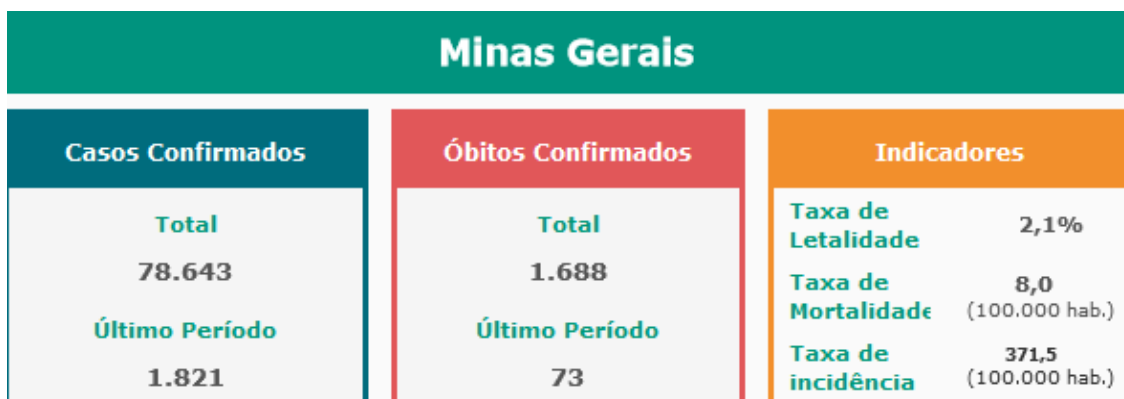 Minas Gerais
Casos Confirmados
Total
78.643
Último Período
1.821
Óbitos Confirmados
Total
1.688
Último Período
73
Indicadores
Taxa de
Letalidade
2,1%
Taxa de
Mortalidade
8,0
(100.000 hab.)
Taxa de
incidência
371,5
(100.000 hab.)